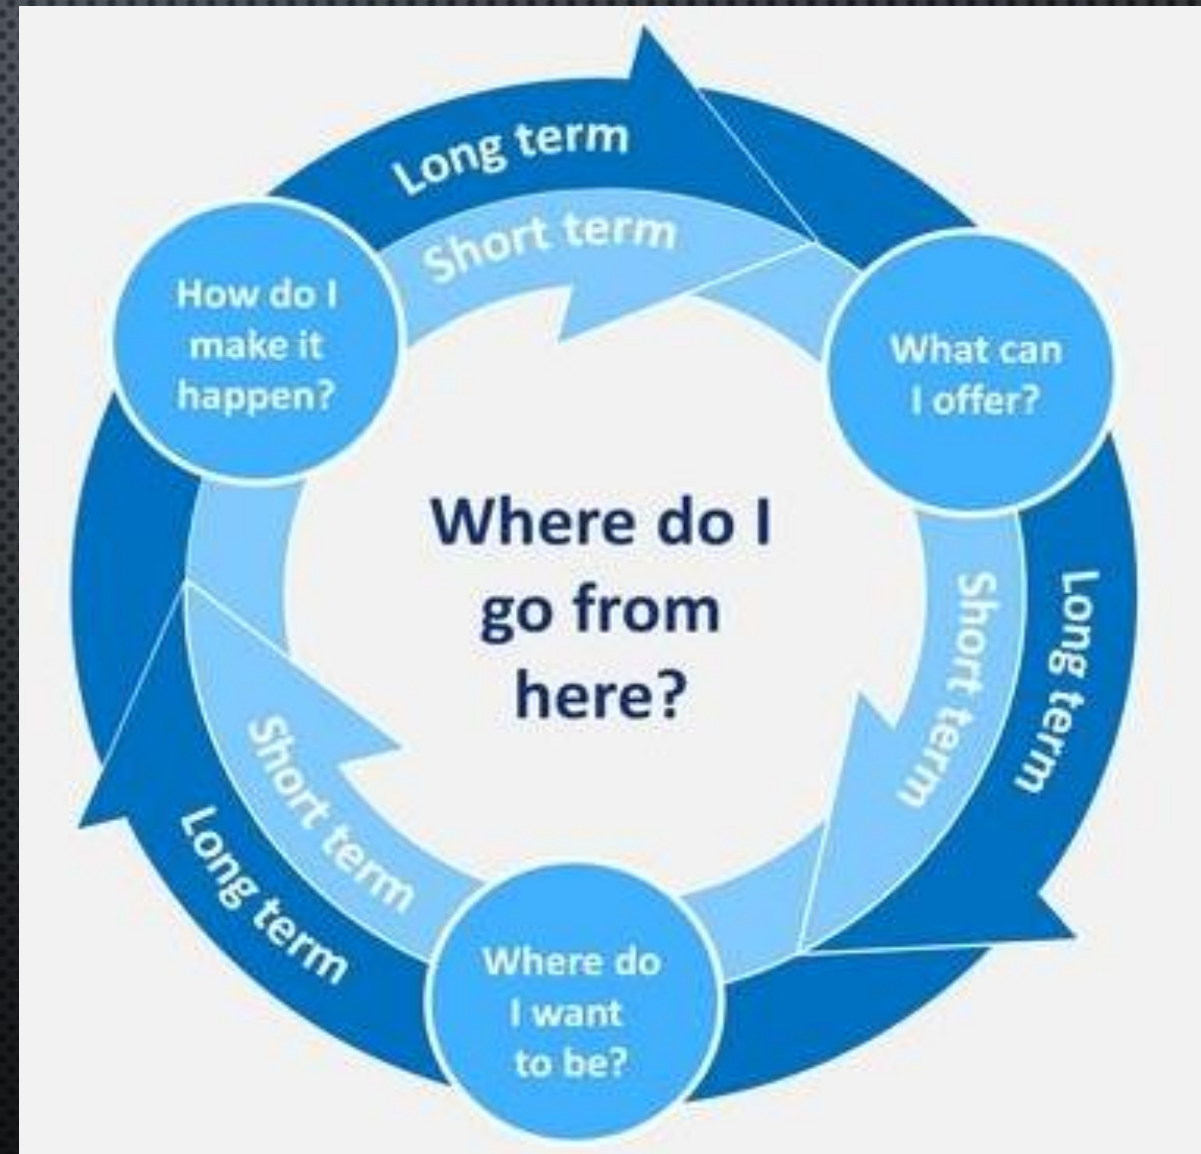 Long term
Short term
How do I
make it
happen?
What can
I offer?
Where do I
go from
here?
Short term
Long term
Short term
Long term
Where do
I want
to be?